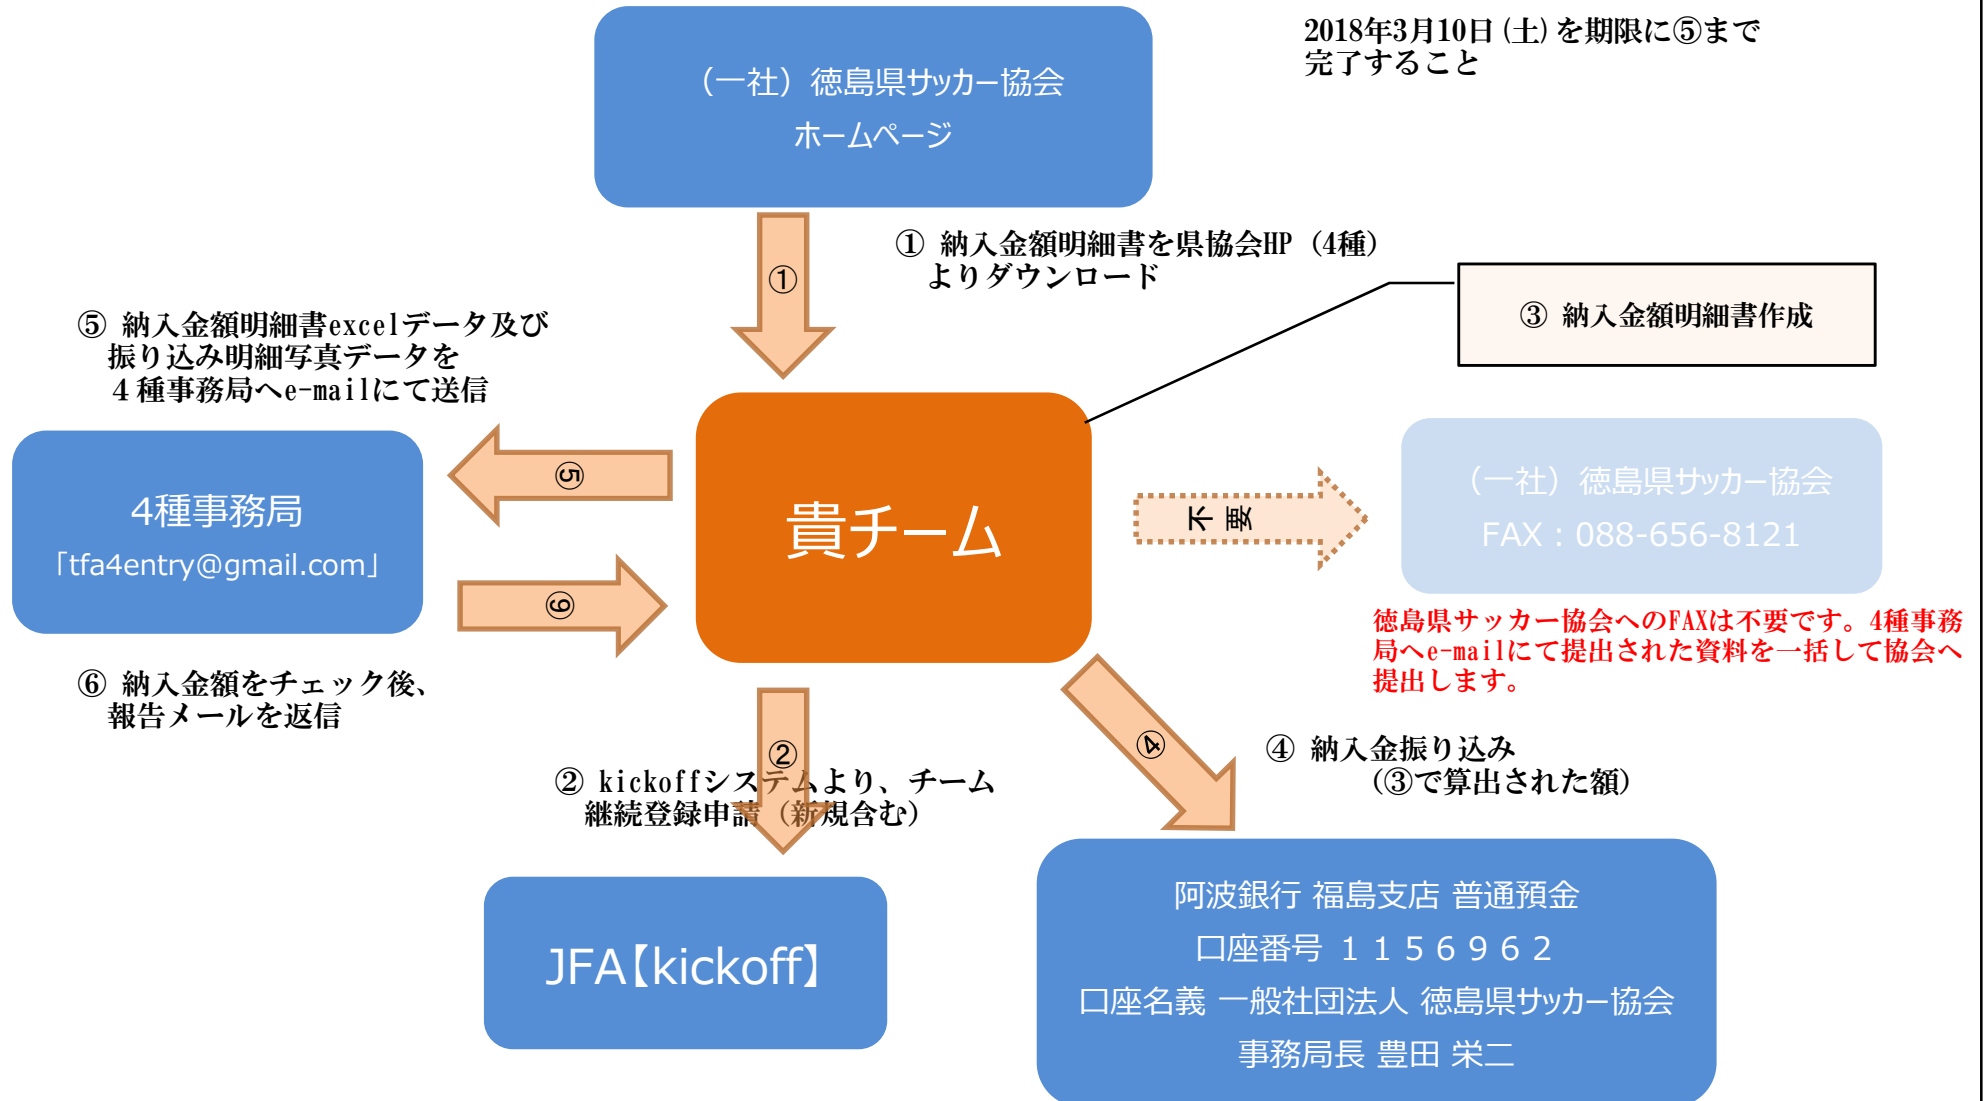 2018年3月10日(土)を期限に⑤まで
完了すること
（一社）徳島県サッカー協会
ホームページ
①
① 納入金額明細書を県協会HP（4種）
よりダウンロード
③ 納入金額明細書作成
⑤ 納入金額明細書excelデータ及び
振り込み明細写真データを
４種事務局へe-mailにて送信
⑤
4種事務局
「tfa4entry@gmail.com」
⑥
⑥ 納入金額をチェック後、
報告メールを返信
貴チーム
不要
（一社）徳島県サッカー協会
FAX：088-656-8121
徳島県サッカー協会へのFAXは不要です。4種事務
局へe-mailにて提出された資料を一括して協会へ
提出します。
②
② kickoffシステムより、チーム
継続登録申請（新規含む）
④
④ 納入金振り込み
（③で算出された額）
JFA【kickoff】
阿波銀行 福島支店 普通預金
口座番号 １１５６９６２
口座名義 一般社団法人 徳島県サッカー協会
事務局長 豊田 栄二